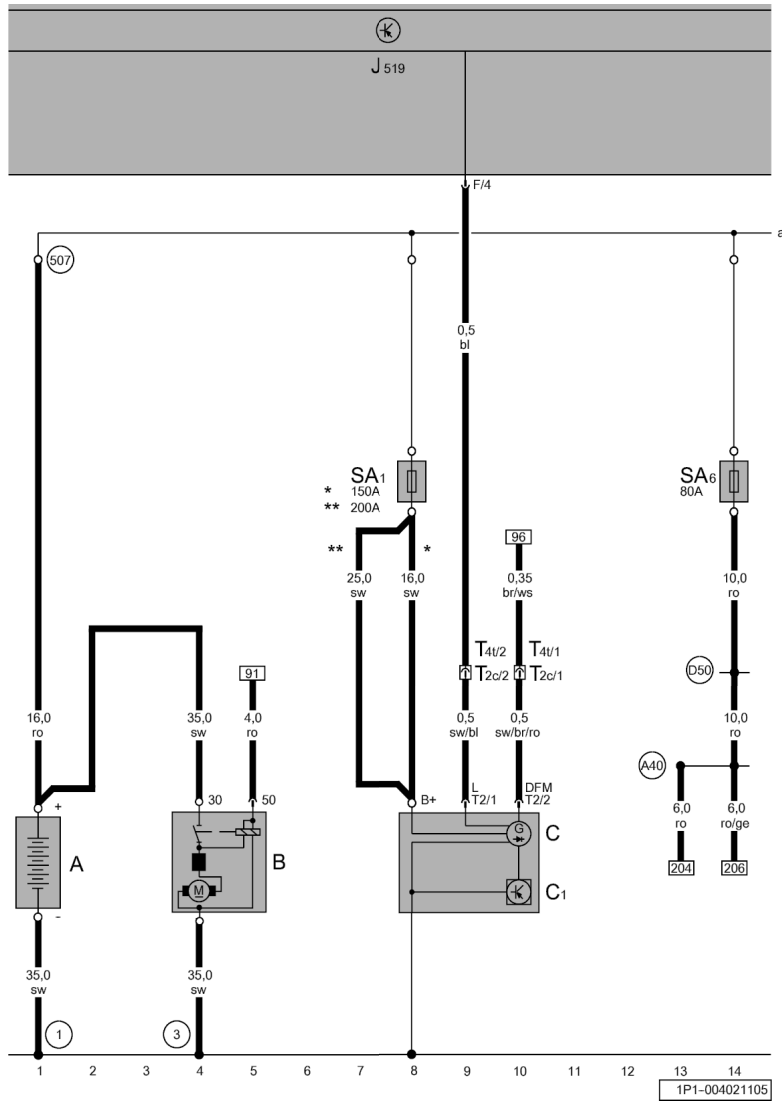 J 519
F/4
a
507
0,5
bl
SA1
* 150A
** 200A
SA6
80A
** *
96
25,0
sw
16,0
sw
0,35
br/ws
10,0
ro
T4t/2
T4t/1
T2c/2
T2c/1
91
D50
16,0
ro
35,0
sw
4,0
ro
0,5
sw/bl
0,5
sw/br/ro
10,0
ro
A40
+
30
50
B+
L
T2/1
DFM
T2/2
6,0
ro
6,0
ro/ge
A
B
M
G
C
C1
204
206
-
35,0
sw
35,0
sw
1
3
1 2 3 4 5 6 7 8 9 10 11 12 13 14
1P1-004021105